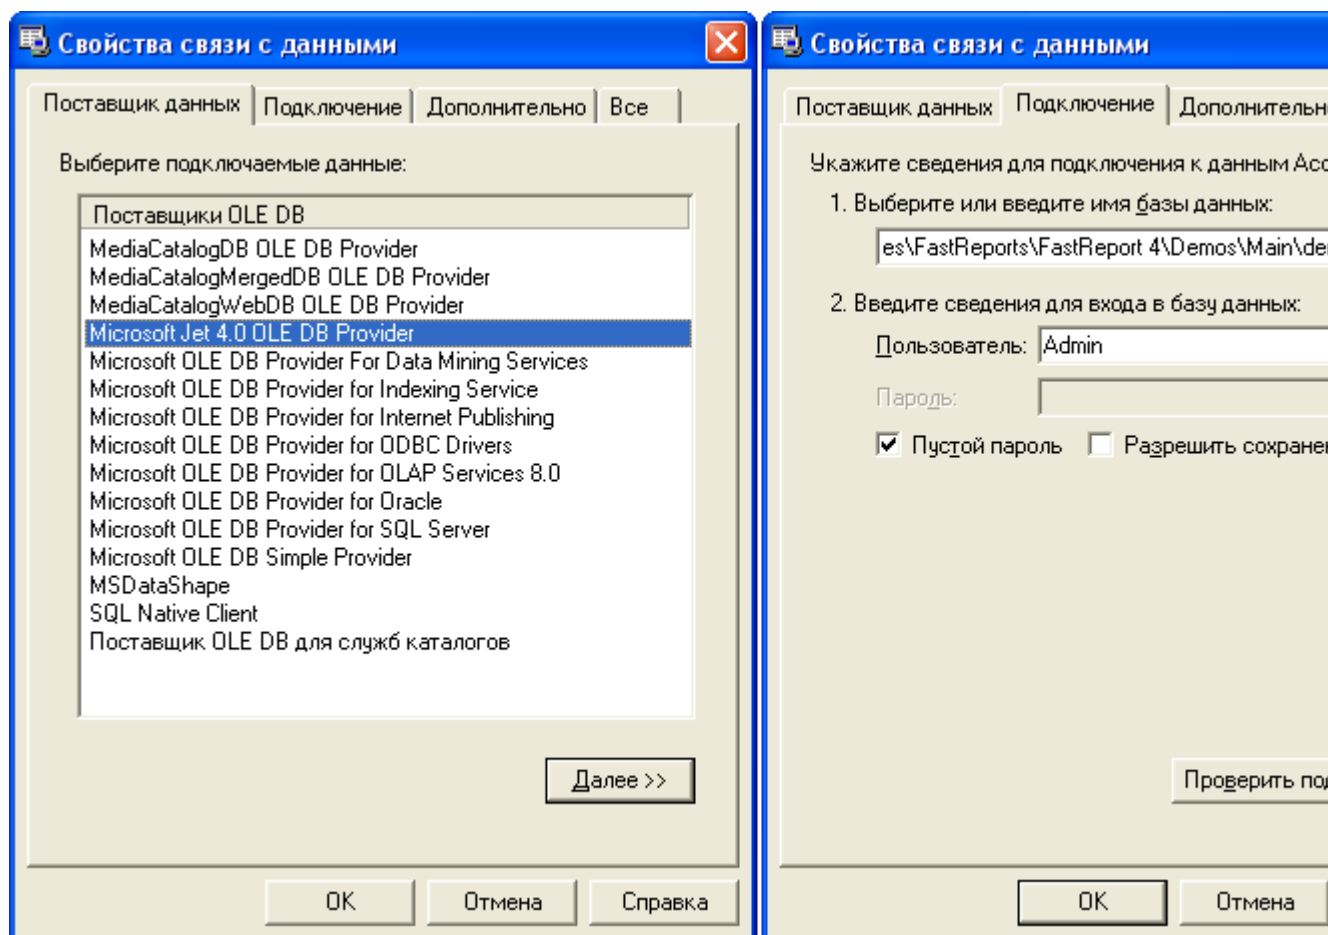 Свойства связи с данными
Поставщик данных Подключение Дополнительно Все
Выберите подключаемые данные:
Поставщики OLE DB
MediaCatalogDB OLE DB Provider
MediaCatalogMergedDB OLE DB Provider
MediaCatalogWebDB OLE DB Provider
Microsoft Jet 4.0 OLE DB Provider
Microsoft OLE DB Provider For Data Mining Services
Microsoft OLE DB Provider for Indexing Service
Microsoft OLE DB Provider for Internet Publishing
Microsoft OLE DB Provider for ODBC Drivers
Microsoft OLE DB Provider for OLAP Services 8.0
Microsoft OLE DB Provider for Oracle
Microsoft OLE DB Provider for SQL Server
Microsoft OLE DB Simple Provider
MSDataShape
SQL Native Client
Поставщик OLE DB для служб каталогов
Далее >>
OK Отмена Справка
Свойства связи с данными
Поставщик данных Подключение Дополнительн
Укажите сведения для подключения к данным Acc
1. Выберите или введите имя базы данных:
es\FastReports\FastReport 4\Demos\Main\de
2. Введите сведения для входа в базу данных:
Пользователь: Admin
Пароль:
Пустой пароль Разрешить сохране
Проверить по
OK Отмена